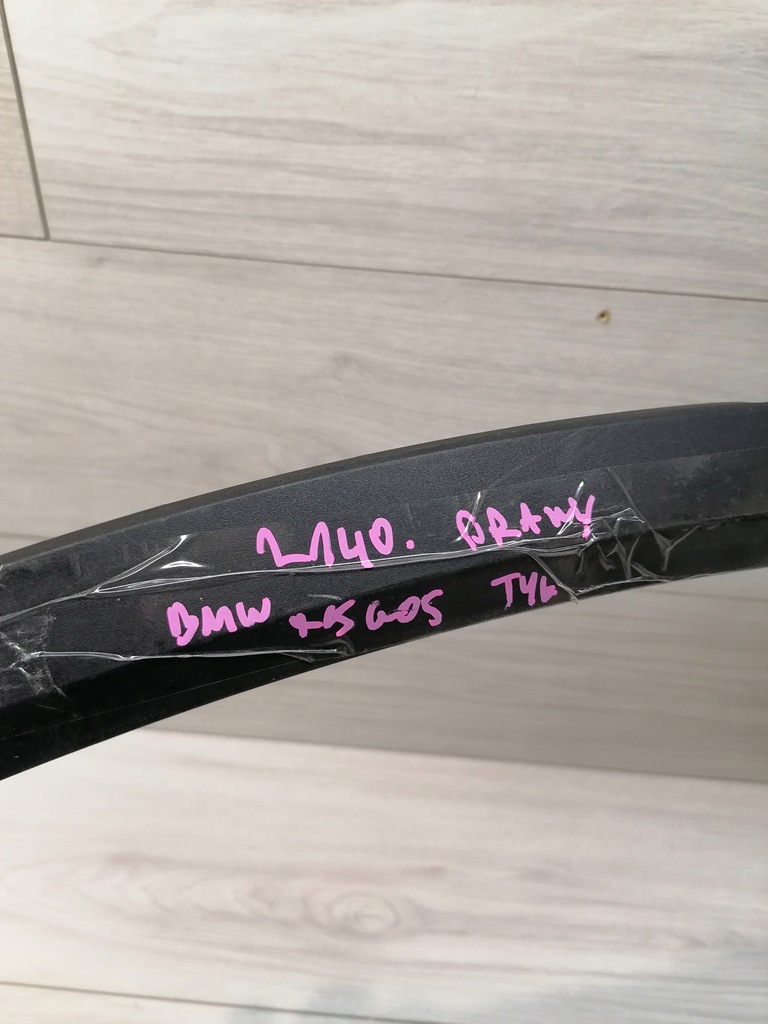 2140. PRAWY
BMW X5 G05 TYŁ